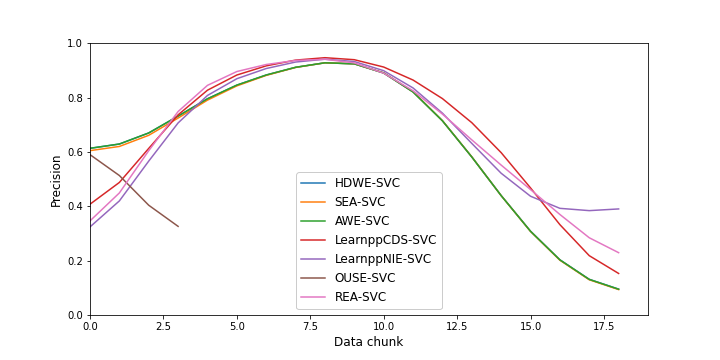 1.0
0.8
0.6
0.4
0.2
0.0
Precision
HDWE-SVC
SEA-SVC
AWE-SVC
LearnppCDS-SVC
LearnppNIE-SVC
OUSE-SVC
REA-SVC
0.0 2.5 5.0 7.5 10.0 12.5 15.0 17.5
Data chunk